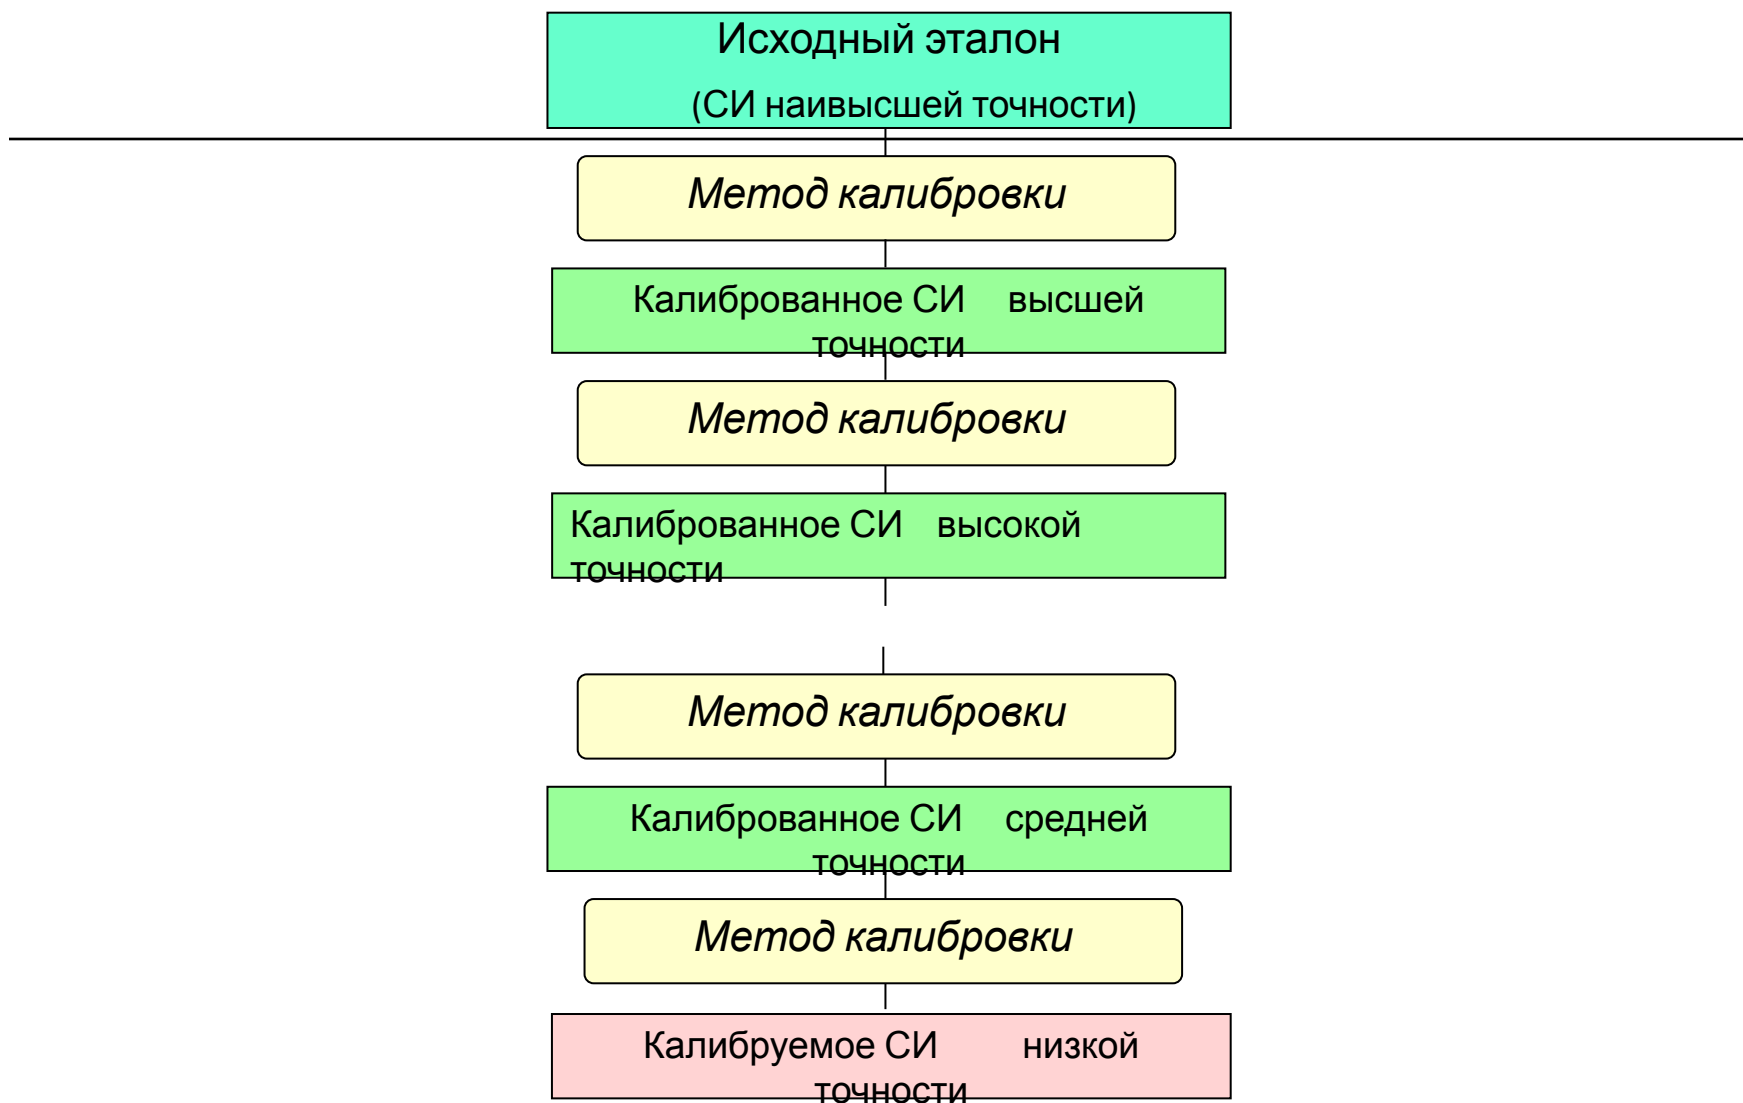 Исходный эталон
(СИ наивысшей точности)
Метод калибровки
Калиброванное СИ высшей
точности
Метод калибровки
Калиброванное СИ высокой
точности
Метод калибровки
Калиброванное СИ средней
точности
Метод калибровки
Калибруемое СИ низкой
точности